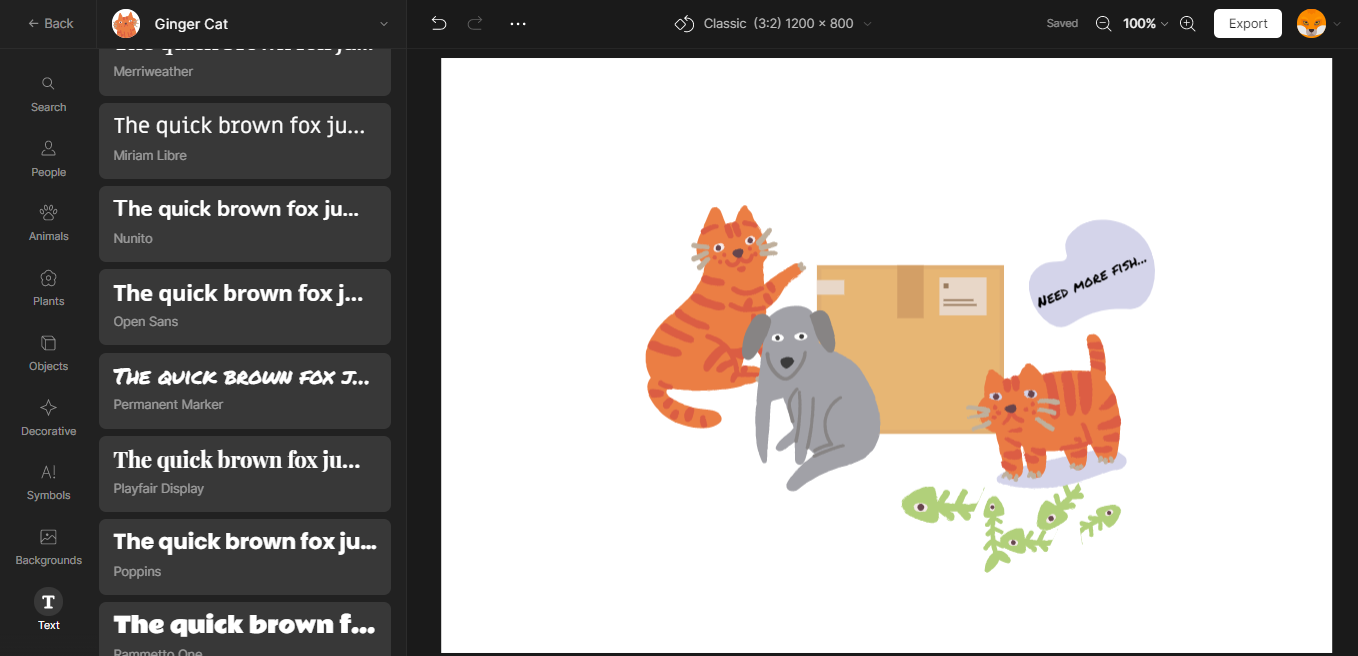 Back
Ginger Cat
Classic (3:2) 1200 × 800
Saved
100%
Export
Search
People
Animals
Plants
Objects
Decorative
A!
Symbols
Backgrounds
T
Text
Merriweather
The quick brown fox ju...
Miriam Libre
The quick brown fox ju...
Nunito
The quick brown fox j...
Open Sans
The quick brown fox j...
Permanent Marker
The quick brown fox ju...
Playfair Display
The quick brown fox ju...
Poppins
The quick brown f...
Rammetto One
Need more fish...